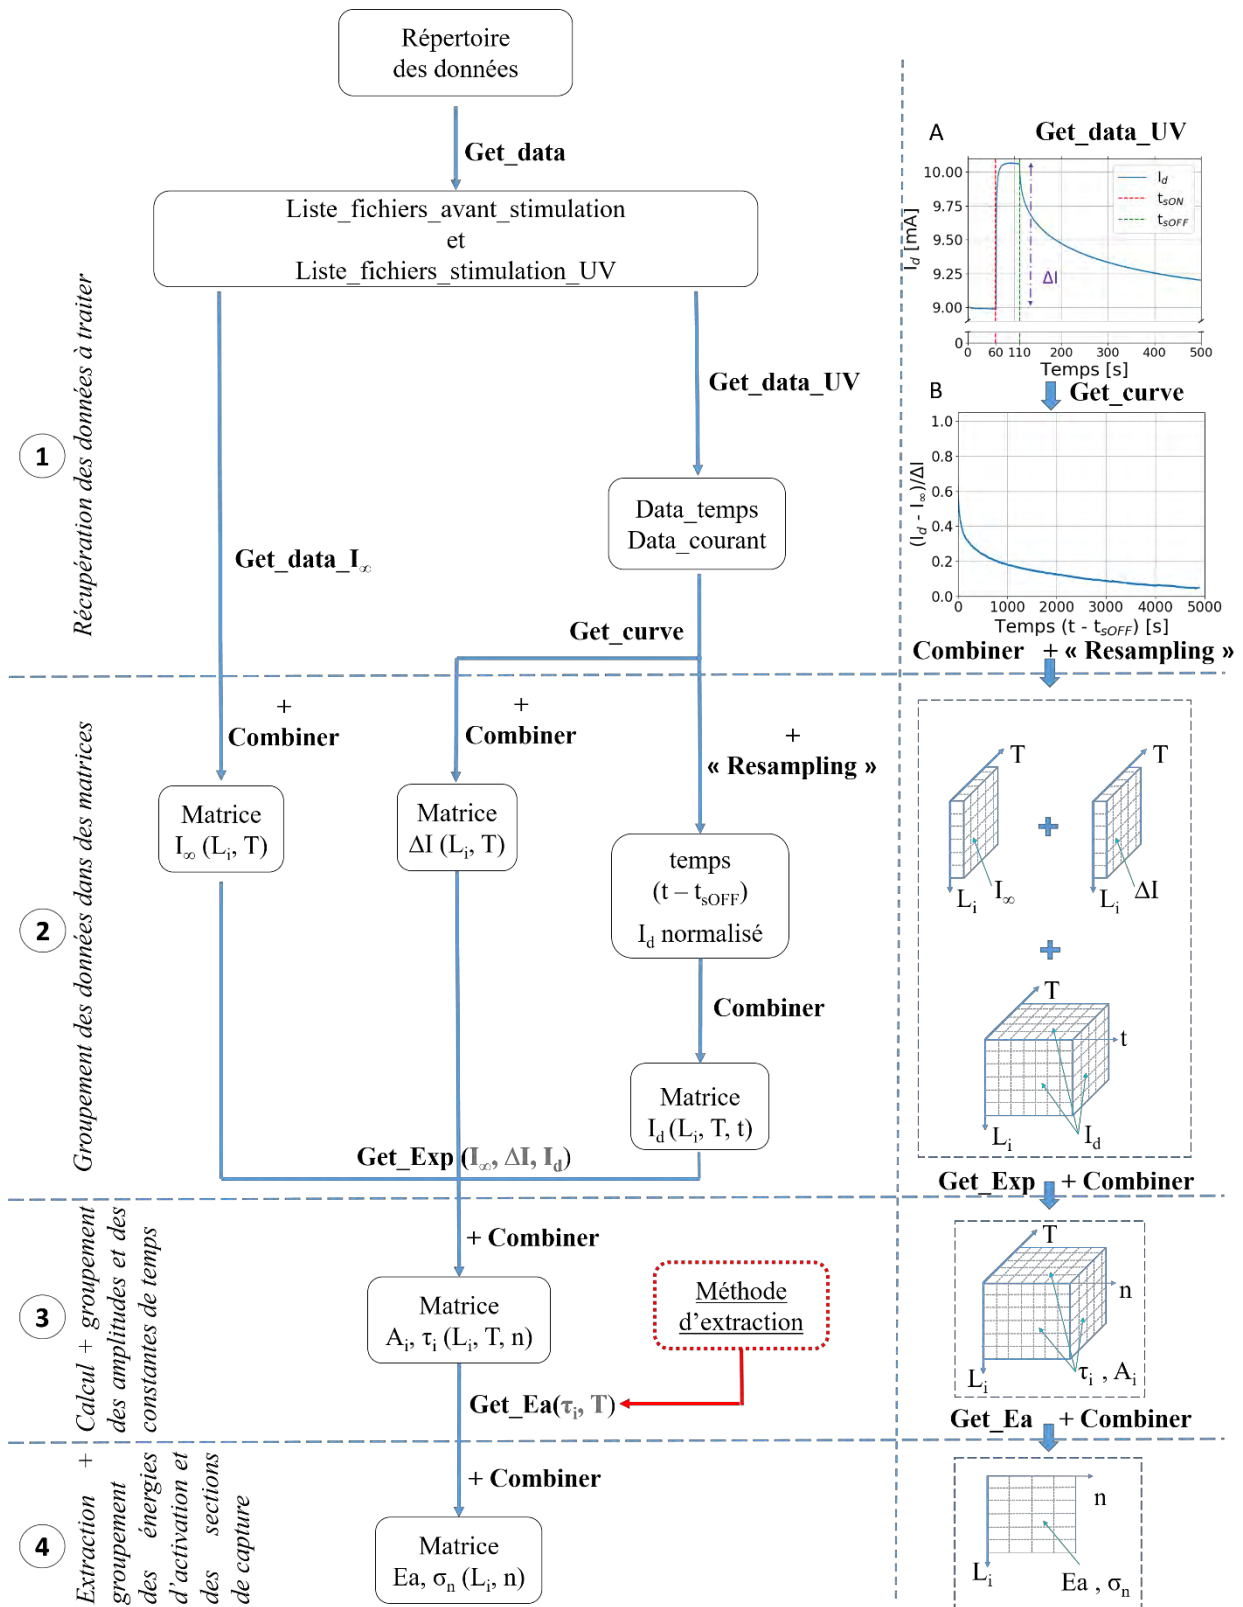 Répertoire
des données
Get_data
Liste_fichiers_avant_stimulation
et
Liste_fichiers_stimulation_UV
Get_data_UV
Data_temps
Data_courant
Get_data_I∞
Get_curve
1
Récupération des données à traiter
A
Get_data_UV
I_d [mA]
10.00
9.75
9.50
9.25
9.00
0
I_d
t_sON
t_sOFF
ΔI
0 60 110 200 300 400 500
Temps [s]
B
Get_curve
(I_d - I_∞)/ΔI
1.0
0.8
0.6
0.4
0.2
0.0
0 1000 2000 3000 4000 5000
Temps (t - t_sOFF) [s]
Combiner + « Resampling »
2
Groupement des données dans des matrices
+
Combiner
+
Combiner
+
« Resampling »
Matrice
I∞ (Li, T)
Matrice
ΔI (Li, T)
temps
(t – tsOFF)
Id normalisé
Combiner
Matrice
Id (Li, T, t)
Get_Exp (I∞, ΔI, Id)
T
Li
I∞
+
T
Li
ΔI
+
T
t
Li
Id
Get_Exp + Combiner
3
Calcul + groupement
des amplitudes et des
constantes de temps
+ Combiner
Matrice
Ai, τi (Li, T, n)
Méthode
d'extraction
Get_Ea(τi, T)
T
n
Li
τi , Ai
Get_Ea + Combiner
4
Extraction +
groupement
des énergies
d'activation et
des sections
de capture
+ Combiner
Matrice
Ea, σn (Li, n)
n
Li
Ea , σn